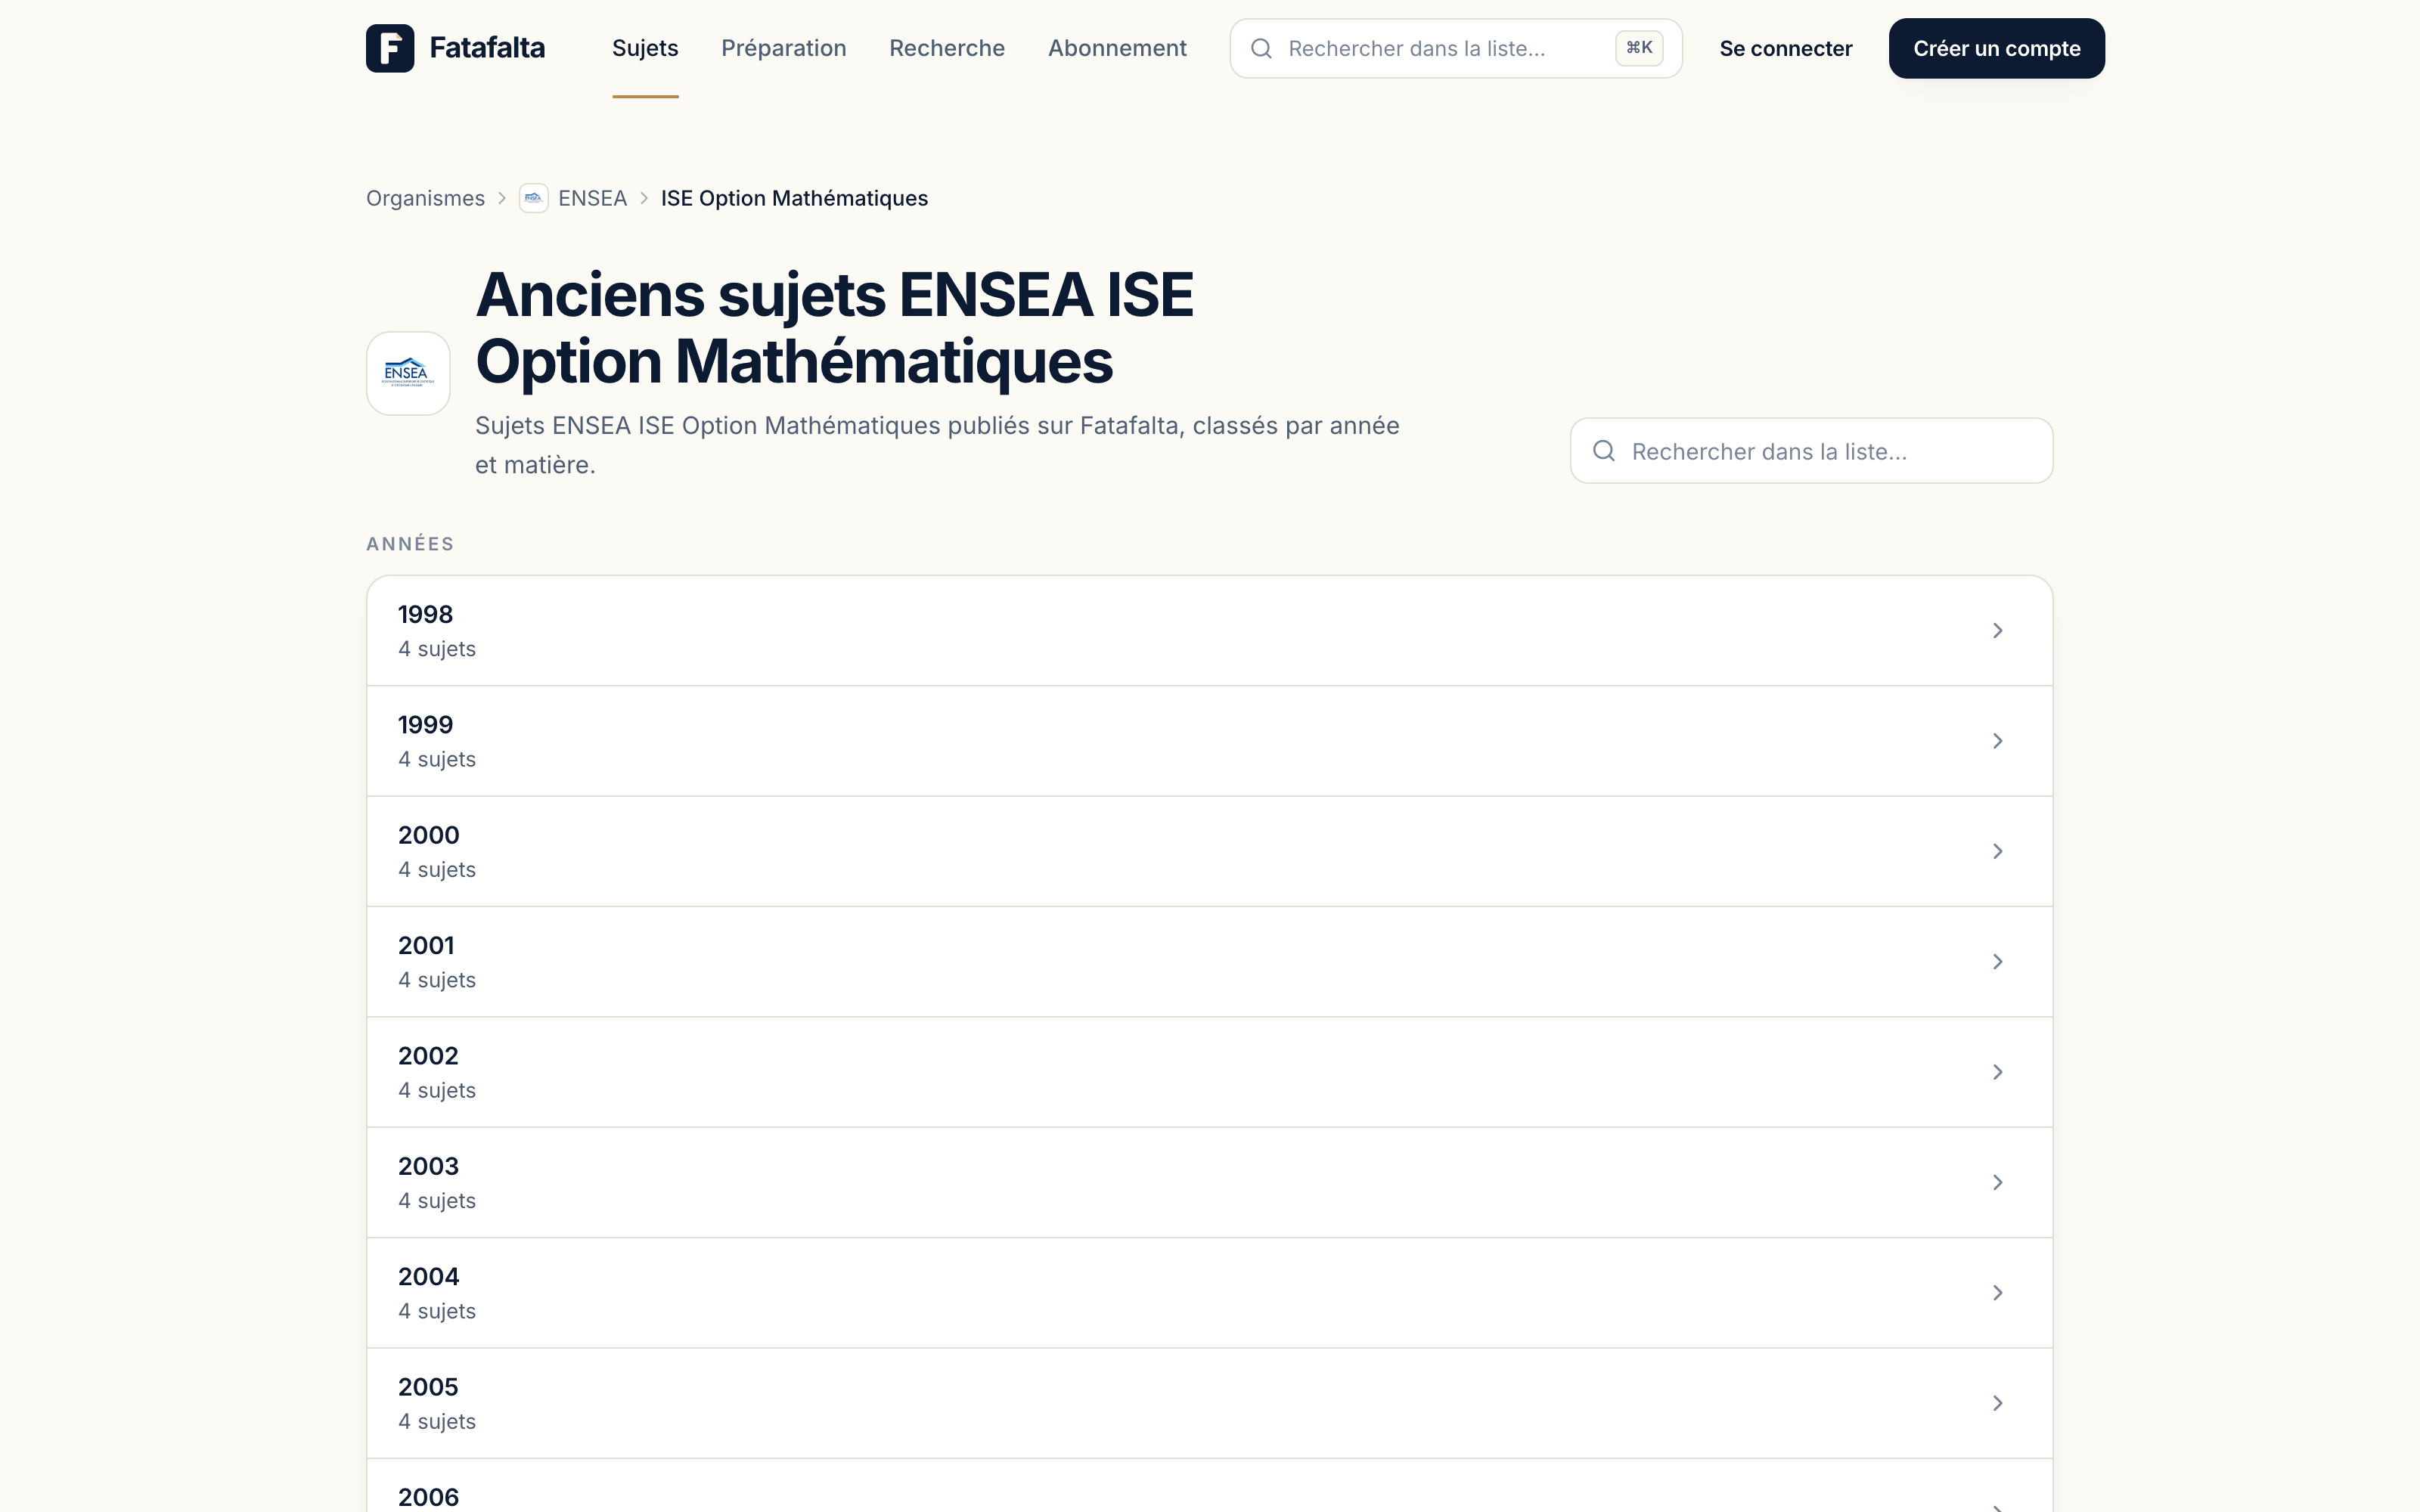 Fatafalta
Sujets
Préparation
Recherche
Abonnement
Rechercher dans la liste...
⌘K
Se connecter
Créer un compte
Organismes
ENSEA
ISE Option Mathématiques
Anciens sujets ENSEA ISE
Option Mathématiques
ENSEA
Sujets ENSEA ISE Option Mathématiques publiés sur Fatafalta, classés par année
et matière.
Rechercher dans la liste...
ANNÉES
1998
4 sujets
1999
4 sujets
2000
4 sujets
2001
4 sujets
2002
4 sujets
2003
4 sujets
2004
4 sujets
2005
4 sujets
2006